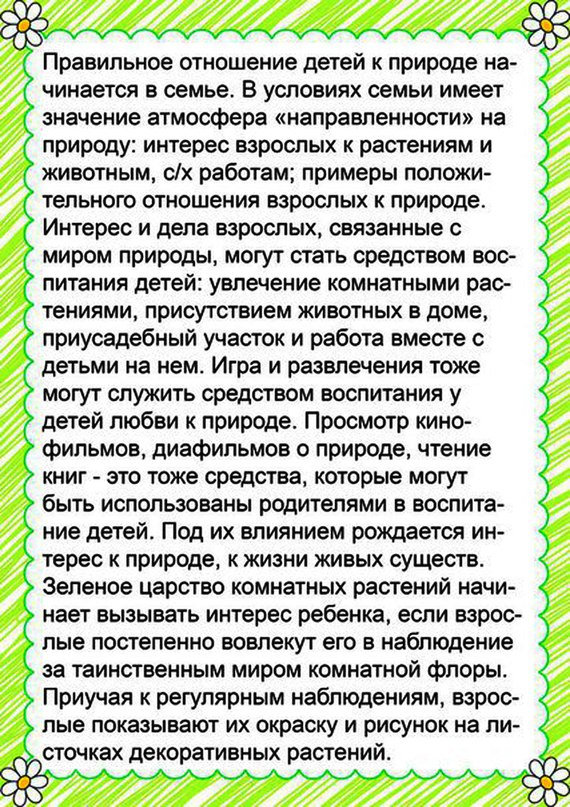 Правильное отношение детей к природе на-
чинается в семье. В условиях семьи имеет
значение атмосфера «направленности» на
природу: интерес взрослых к растениям и
животным, с/х работам; примеры положи-
тельного отношения взрослых к природе.
Интерес и дела взрослых, связанные с
миром природы, могут стать средством вос-
питания детей: увлечение комнатными рас-
тениями, присутствием животных в доме,
приусадебный участок и работа вместе с
детьми на нем. Игра и развлечения тоже
могут служить средством воспитания у
детей любви к природе. Просмотр кино-
фильмов, диафильмов о природе, чтение
книг - это тоже средства, которые могут
быть использованы родителями в воспита-
ние детей. Под их влиянием рождается ин-
терес к природе, к жизни живых существ.
Зеленое царство комнатных растений начи-
нает вызывать интерес ребенка, если взрос-
лые постепенно вовлекут его в наблюдение
за таинственным миром комнатной флоры.
Приучая к регулярным наблюдениям, взрос-
лые показывают их окраску и рисунок на ли-
сточках декоративных растений.